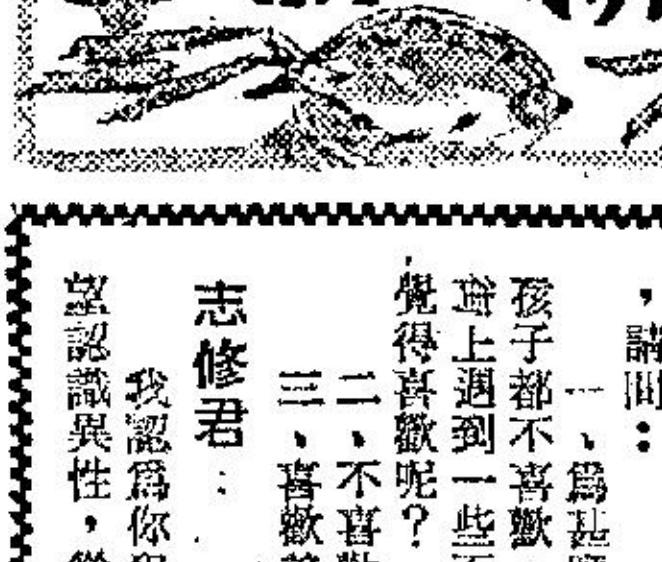 ，請問：
一、爲甚
孩子都不喜歡，
上遇到一些
覺得喜歡呢？
二、不喜歡
三、喜歡
志修君：
我認爲你
望認識異性，從